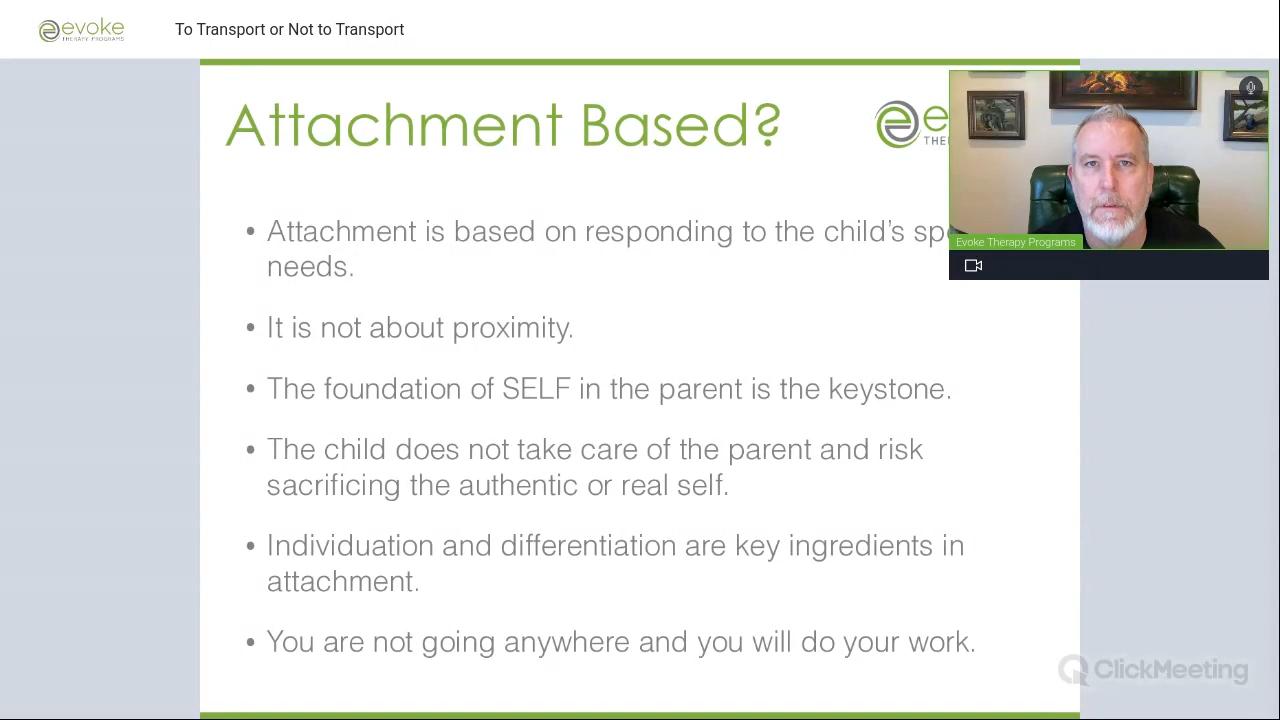 evoke
THERAPY PROGRAMS
To Transport or Not to Transport
Attachment Based?
Evoke Therapy Programs
• Attachment is based on responding to the child's
needs.
• It is not about proximity.
• The foundation of SELF in the parent is the keystone.
• The child does not take care of the parent and risk
sacrificing the authentic or real self.
• Individuation and differentiation are key ingredients in
attachment.
• You are not going anywhere and you will do your work.
ClickMeeting